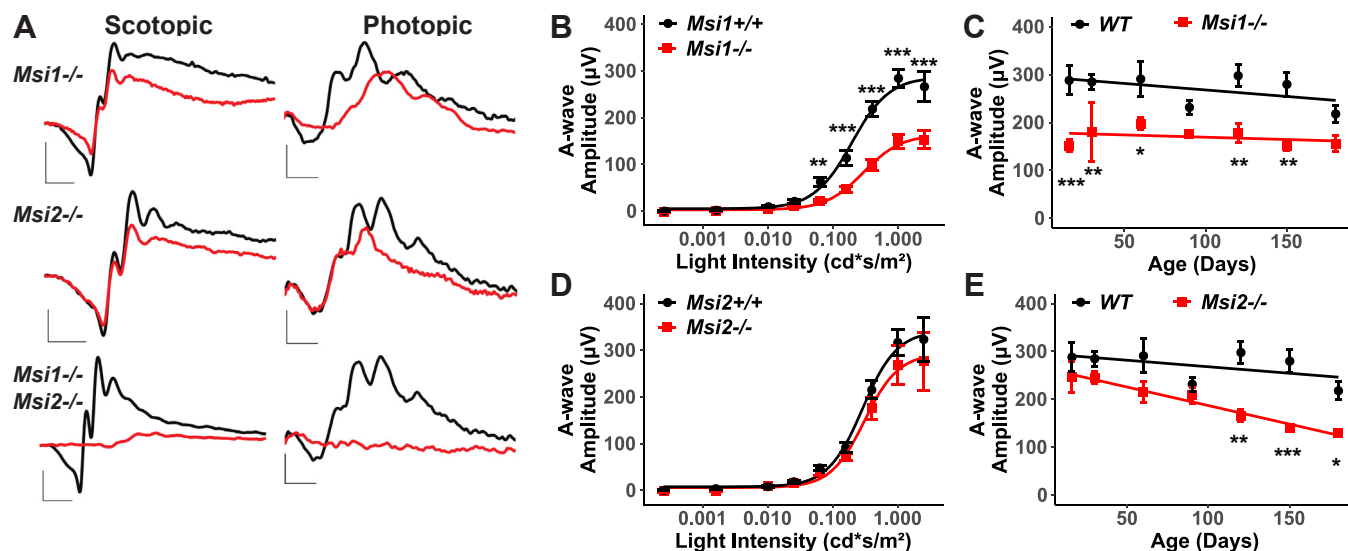 A
Scotopic
Photopic
Msi1-/-
Msi2-/-
Msi1-/-
Msi2-/-
B
Msi1+/+
Msi1-/-
A-wave
Amplitude (µV)
400
300
200
100
0
**
***
***
***
***
0.001
0.010
0.100
1.000
Light Intensity (cd*s/m²)
C
WT
Msi1-/-
A-wave
Amplitude (µV)
400
300
200
100
0
***
**
*
**
**
50
100
150
Age (Days)
D
Msi2+/+
Msi2-/-
A-wave
Amplitude (µV)
400
300
200
100
0
0.001
0.010
0.100
1.000
Light Intensity (cd*s/m²)
E
WT
Msi2-/-
A-wave
Amplitude (µV)
400
300
200
100
0
**
***
*
50
100
150
Age (Days)